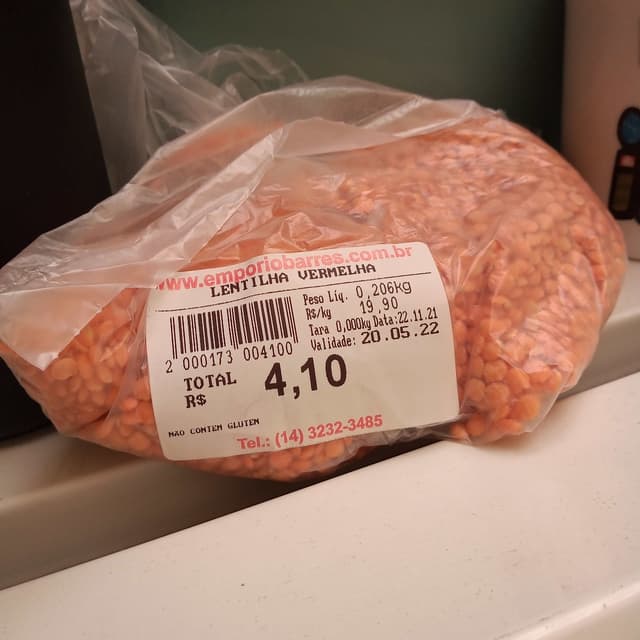 www.emporiobarres.com.br
LENTILHA VERMELHA
Peso Liq. 0,206kg
R$/kg 19,90
Tara 0,000kg Data:22.11.21
Validade: 20.05.22
2 000173 004100
TOTAL R$ 4,10
NAO CONTEM GLUTEN
Tel.: (14) 3232-3485